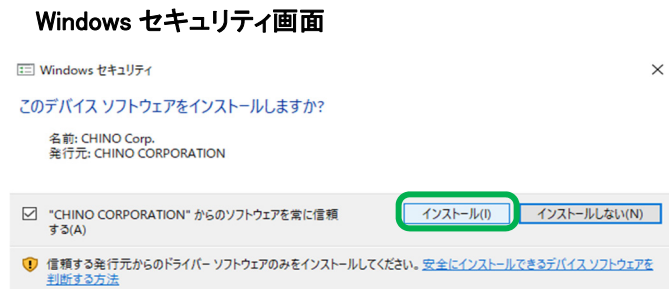 Windows セキュリティ画面
Windows セキュリティ
このデバイス ソフトウェアをインストールしますか?
名前: CHINO Corp.
発行元: CHINO CORPORATION
"CHINO CORPORATION" からのソフトウェアを常に信頼
する(A)
インストール(I)
インストールしない(N)
信頼する発行元からのドライバー ソフトウェアのみをインストールしてください。安全にインストールできるデバイス ソフトウェアを
判断する方法